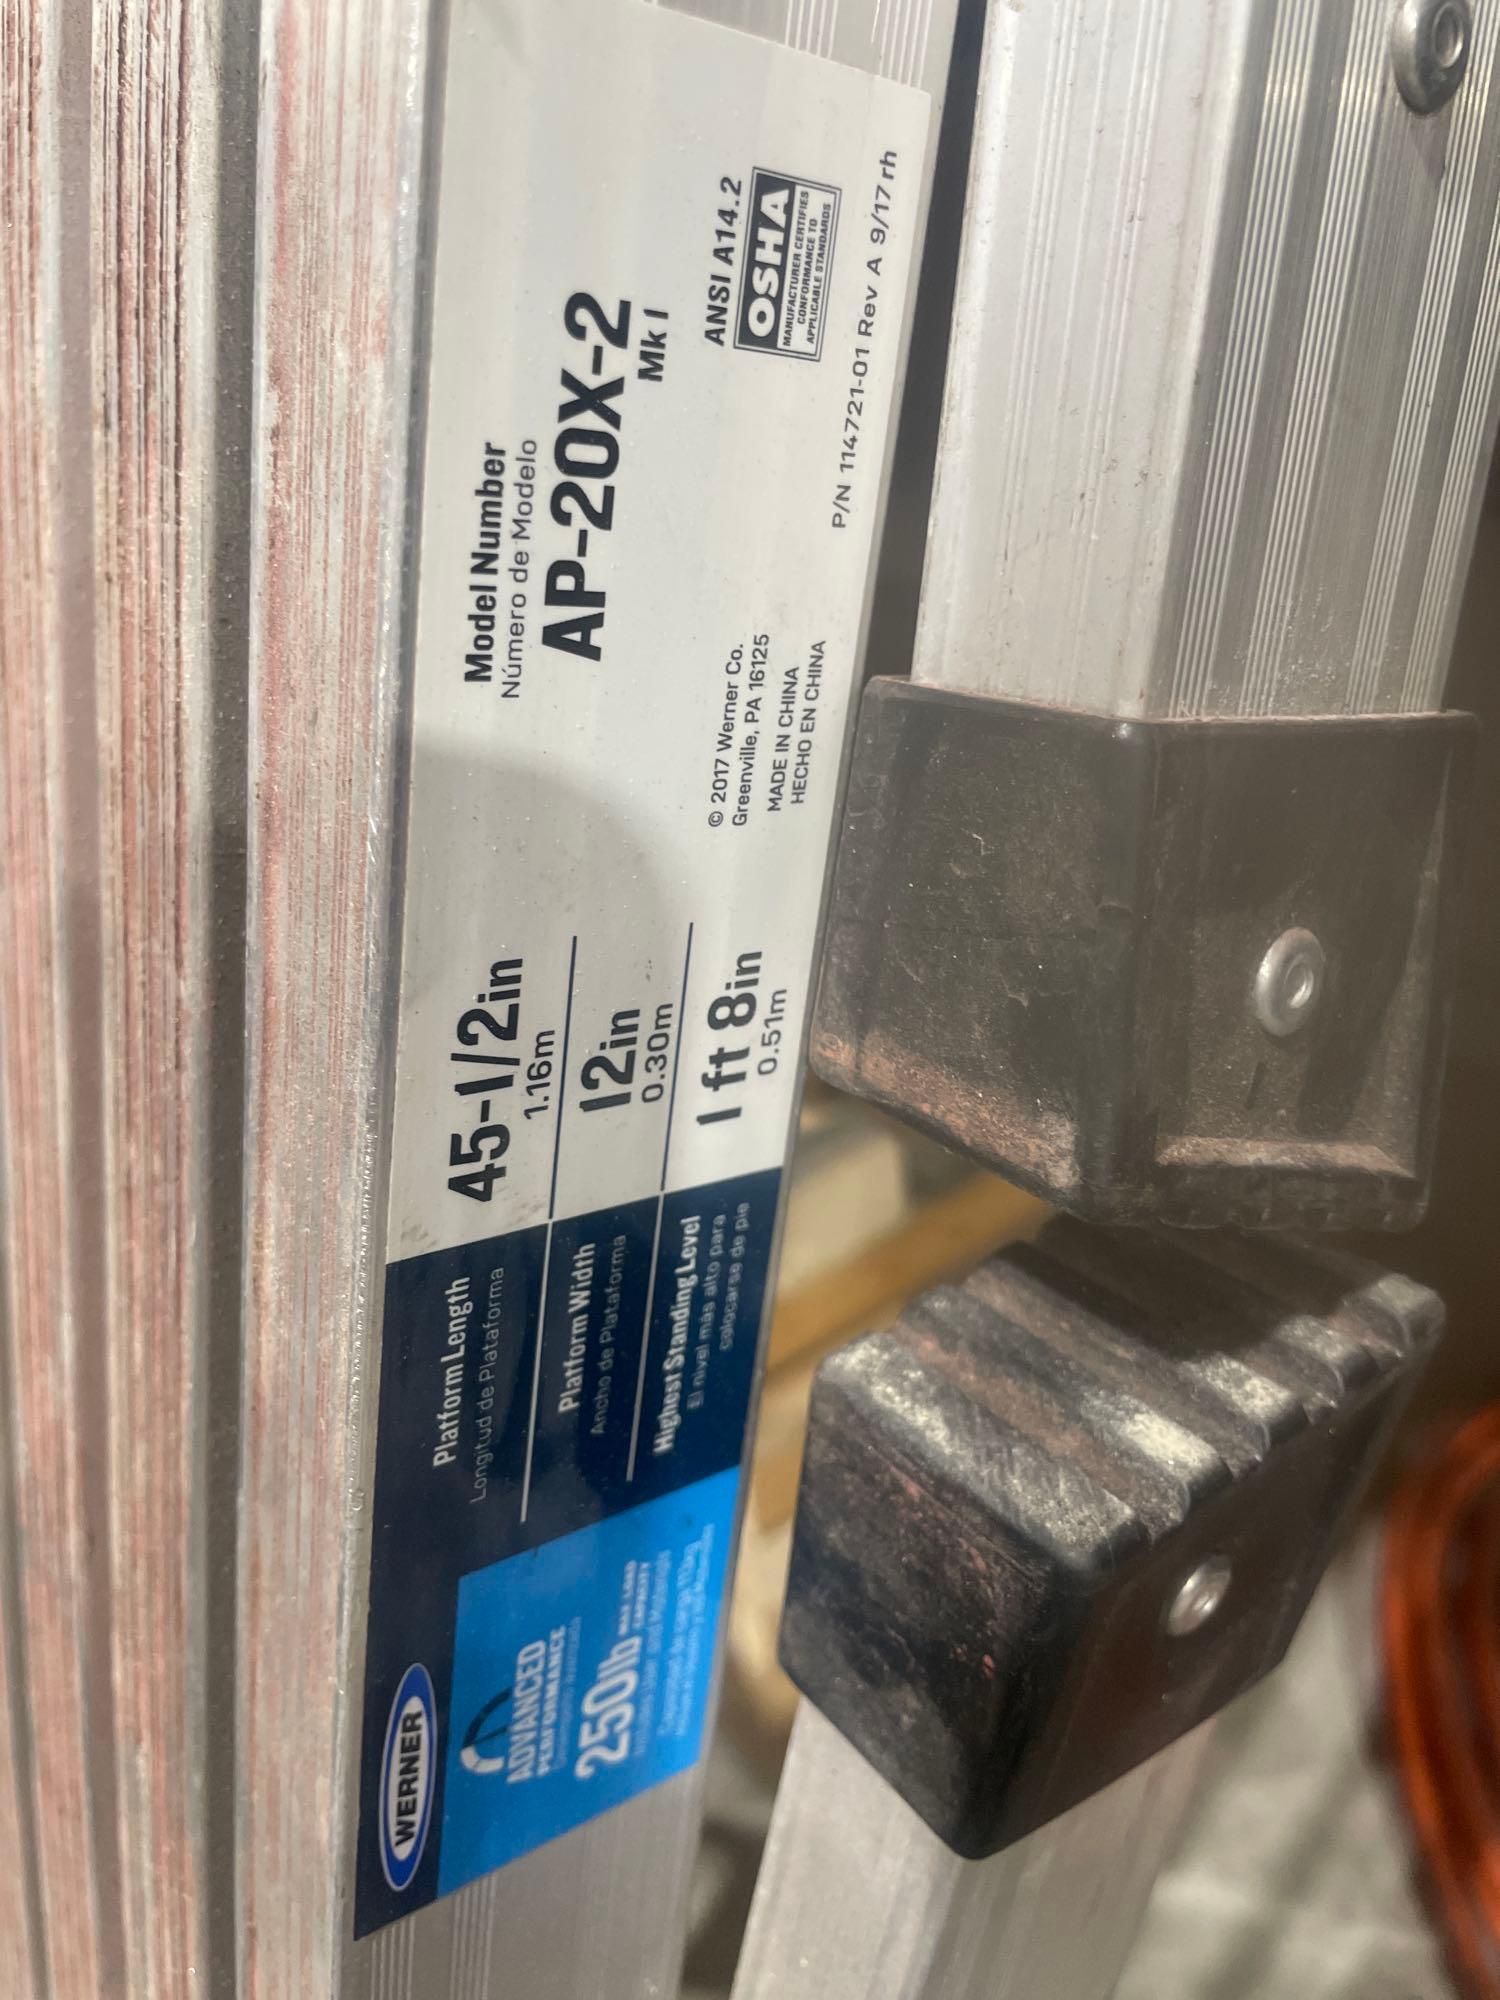 WERNER
ADVANCED
PERFORMANCE
250lb MAX LOAD
CAPACITY
Platform Length
Longitud de Plataforma
45-1/2in
1.16m
Platform Width
Ancho de Plataforma
12in
0.30m
Highest Standing Level
El nivel más alto para
colocarse de pie
1 ft 8in
0.51m
Model Number
Número de Modelo
AP-20X-2
Mk I
© 2017 Werner Co.
Greenville, PA 16125
MADE IN CHINA
HECHO EN CHINA
ANSI A14.2
OSHA
MANUFACTURER CERTIFIES
CONFORMANCE TO
APPLICABLE STANDARDS
P/N 114721-01 Rev A 9/17 rh